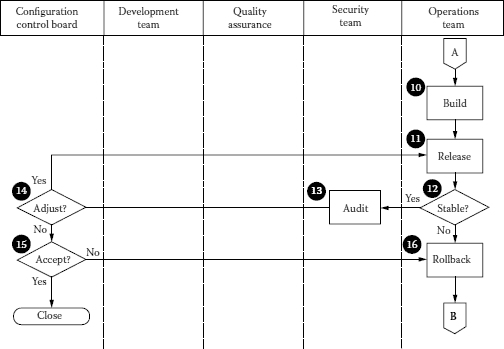 Configuration
control board
Development
team
Quality
assurance
Security
team
Operations
team
A
10
Build
11
Release
Yes
14
Adjust?
13
Audit
Yes
12
Stable?
No
No
15
Accept?
No
16
Rollback
Yes
Close
B